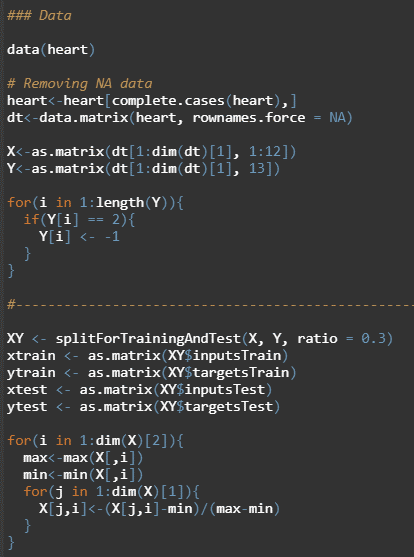 ### Data
data(heart)
# Removing NA data
heart<-heart[complete.cases(heart),]
dt<-data.matrix(heart, rownames.force = NA)
X<-as.matrix(dt[1:dim(dt)[1], 1:12])
Y<-as.matrix(dt[1:dim(dt)[1], 13])
for(i in 1:length(Y)){
  if(Y[i] == 2){
    Y[i] <- -1
  }
}
#--------------------------------------------------
XY <- splitForTrainingAndTest(X, Y, ratio = 0.3)
xtrain <- as.matrix(XY$inputsTrain)
ytrain <- as.matrix(XY$targetsTrain)
xtest <- as.matrix(XY$inputsTest)
ytest <- as.matrix(XY$targetsTest)
for(i in 1:dim(X)[2]){
  max<-max(X[,i])
  min<-min(X[,i])
  for(j in 1:dim(X)[1]){
    X[j,i]<-(X[j,i]-min)/(max-min)
  }
}